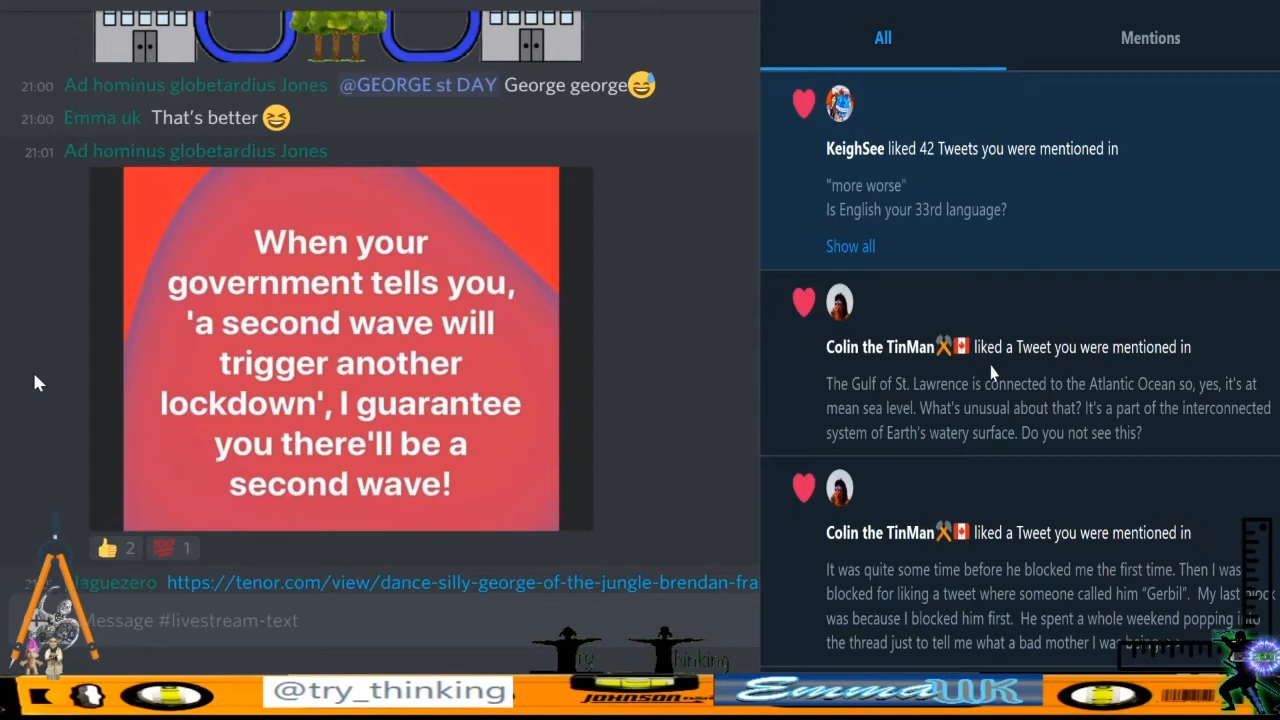 21:00 Ad hominus globetardius Jones @GEORGE st DAY George george😅
21:00 Emma uk That's better 😆
21:01 Ad hominus globetardius Jones
When your
government tells you,
'a second wave will
trigger another
lockdown', I guarantee
you there'll be a
second wave!
👍 2 💯 1
https://tenor.com/view/dance-silly-george-of-the-jungle-brendan-fra
Message #livestream-text
All
Mentions
KeighSee liked 42 Tweets you were mentioned in
"more worse"
Is English your 33rd language?
Show all
Colin the TinMan⚒️🇨🇦 liked a Tweet you were mentioned in
The Gulf of St. Lawrence is connected to the Atlantic Ocean so, yes, it's at
mean sea level. What's unusual about that? It's a part of the interconnected
system of Earth's watery surface. Do you not see this?
Colin the TinMan⚒️🇨🇦 liked a Tweet you were mentioned in
It was quite some time before he blocked me the first time. Then I was
blocked for liking a tweet where someone called him "Gerbil". My last block
was because I blocked him first. He spent a whole weekend popping into
the thread just to tell me what a bad mother I was being
@try_thinking
JOHNSON
EmmaUK